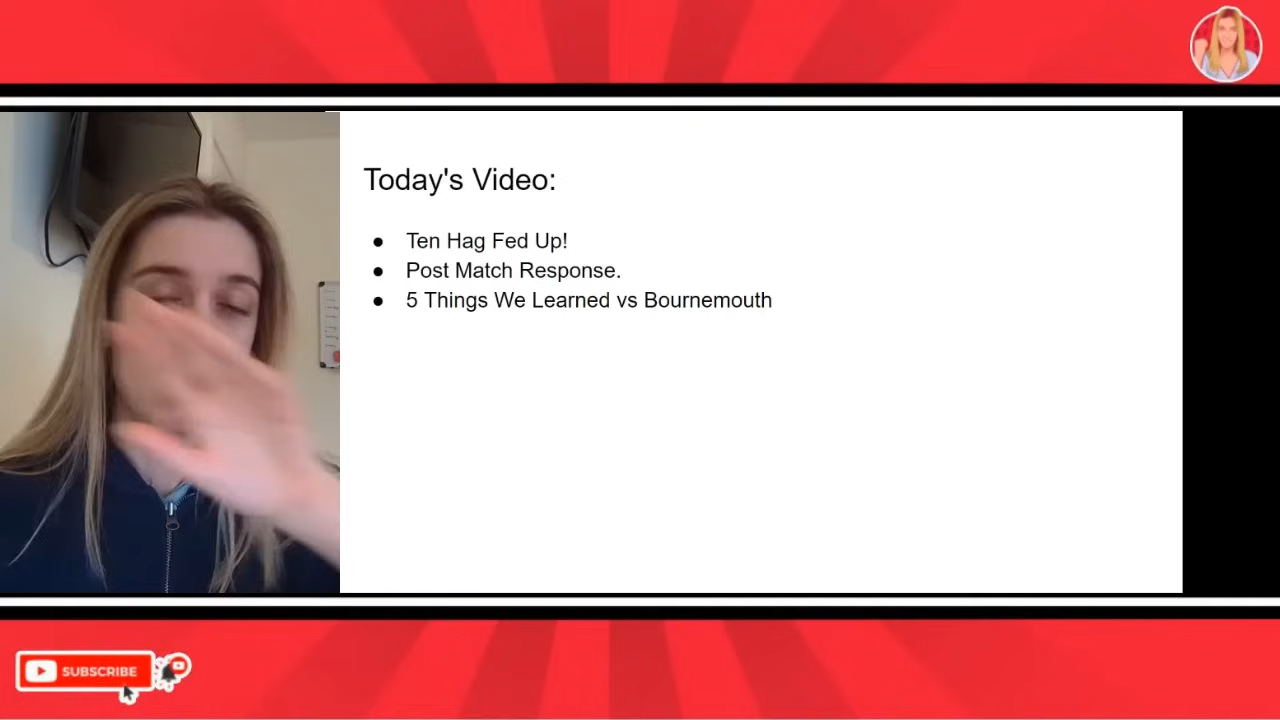 Today's Video:
● Ten Hag Fed Up!
● Post Match Response.
● 5 Things We Learned vs Bournemouth
SUBSCRIBE